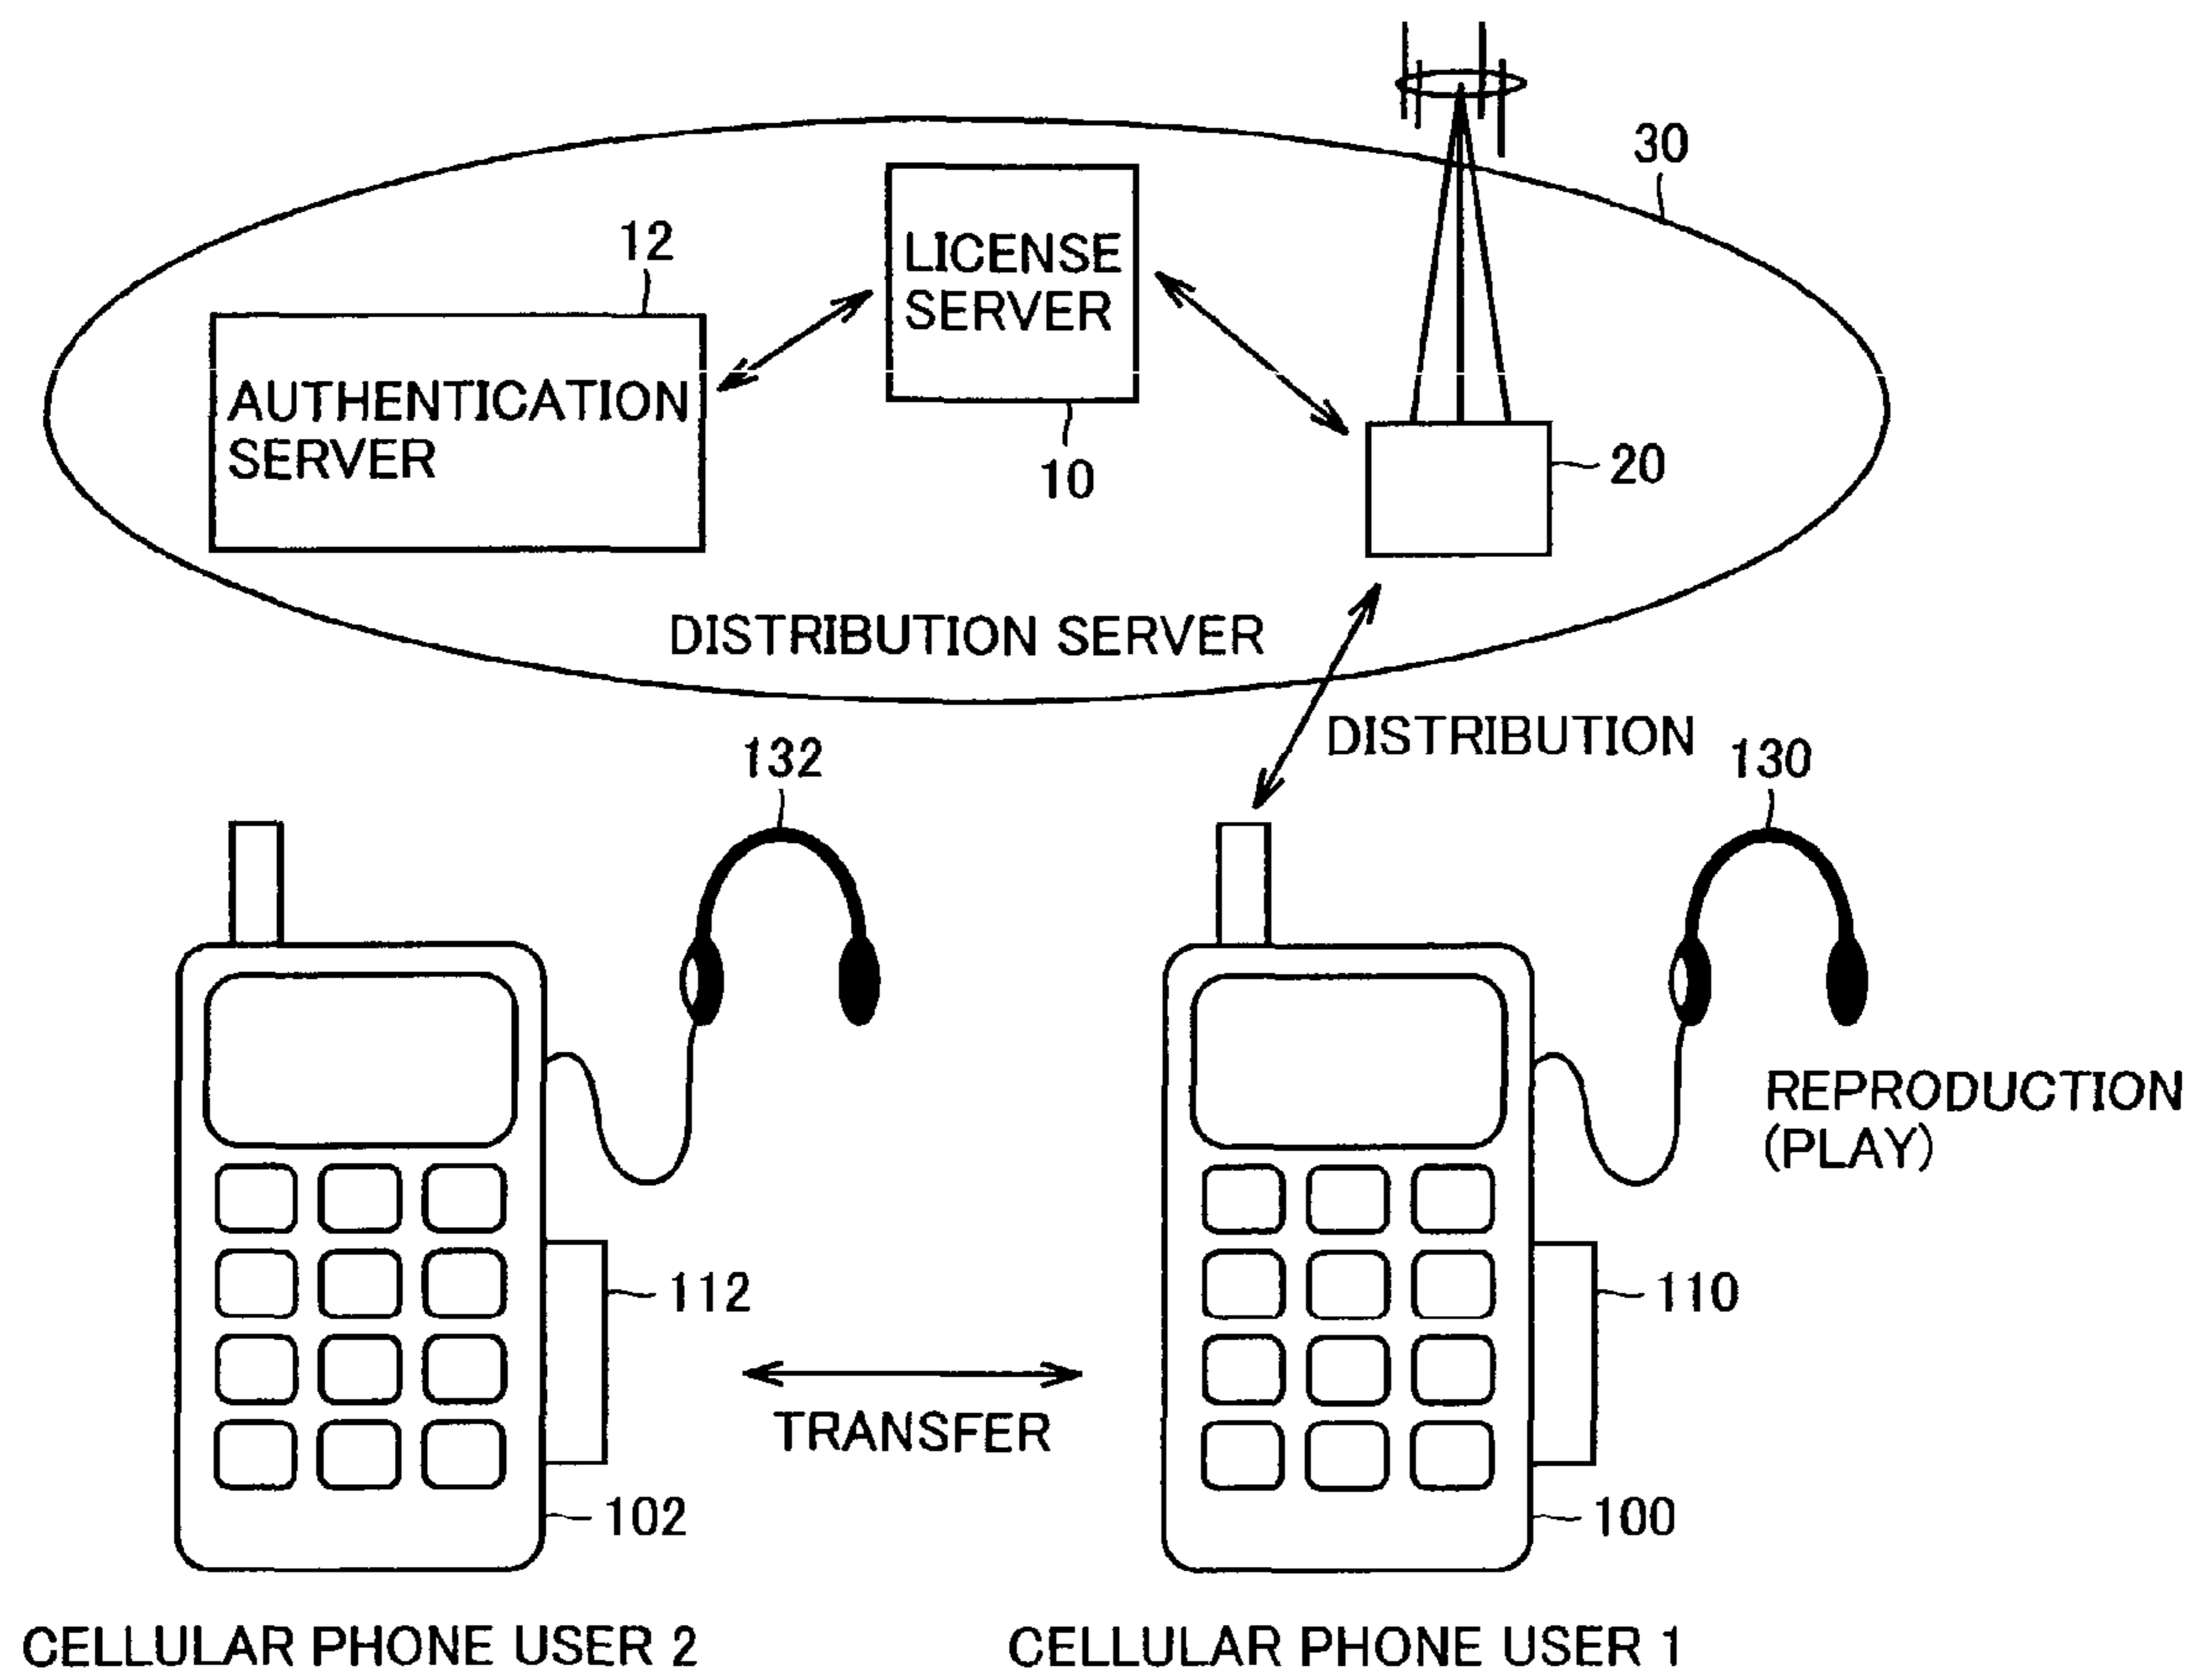 30
12
LICENSE
SERVER
AUTHENTICATION
SERVER
10
20
DISTRIBUTION SERVER
DISTRIBUTION
132
130
REPRODUCTION
(PLAY)
112
110
TRANSFER
102
100
CELLULAR PHONE USER 2
CELLULAR PHONE USER 1